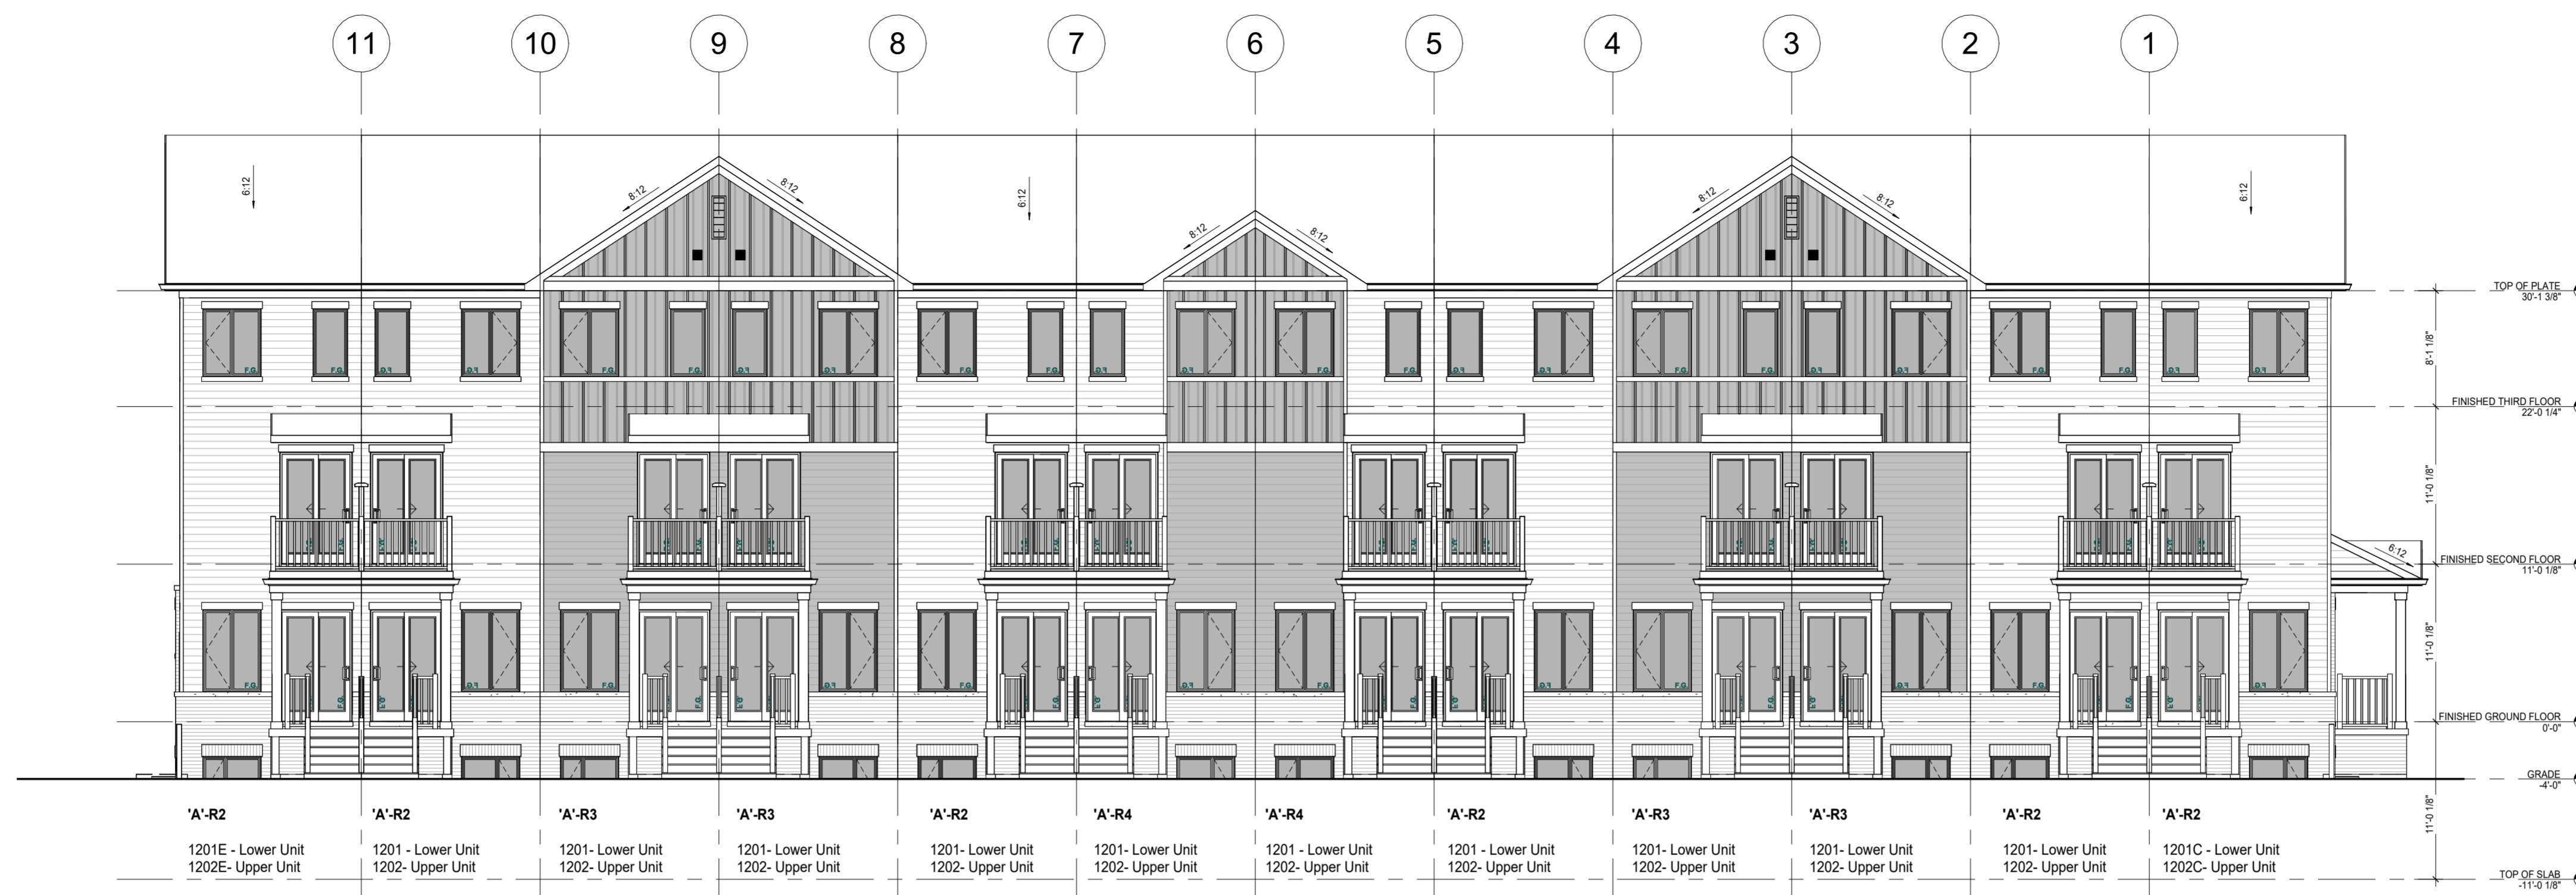 11 10 9 8 7 6 5 4 3 2 1
6:12 8:12 8:12 8:12 8:12 6:12 8:12 8:12 6:12
TOP OF PLATE
30'-1 3/8"
8'-1 1/8"
F.G. F.G. F.G. F.G. F.G. F.G. F.G. F.G. F.G. F.G. F.G. F.G. F.G. F.G. F.G. F.G. F.G. F.G. F.G. F.G. F.G. F.G. F.G. F.G.
FINISHED THIRD FLOOR
22'-0 1/4"
11'-0 1/8"
6:12
FINISHED SECOND FLOOR
11'-0 1/8"
11'-0 1/8"
F.G. F.G. F.G. F.G. F.G. F.G. F.G. F.G. F.G. F.G. F.G. F.G.
FINISHED GROUND FLOOR
0'-0"
GRADE
-4'-0"
11'-0 1/8"
'A'-R2 'A'-R2 'A'-R3 'A'-R3 'A'-R2 'A'-R4 'A'-R4 'A'-R2 'A'-R3 'A'-R3 'A'-R2 'A'-R2
1201E - Lower Unit 1201 - Lower Unit 1201- Lower Unit 1201- Lower Unit 1201- Lower Unit 1201- Lower Unit 1201 - Lower Unit 1201 - Lower Unit 1201- Lower Unit 1201- Lower Unit 1201- Lower Unit 1201C - Lower Unit
1202E- Upper Unit 1202- Upper Unit 1202- Upper Unit 1202- Upper Unit 1202- Upper Unit 1202- Upper Unit 1202- Upper Unit 1202- Upper Unit 1202- Upper Unit 1202- Upper Unit 1202- Upper Unit 1202C- Upper Unit
TOP OF SLAB
-11'-0 1/8"